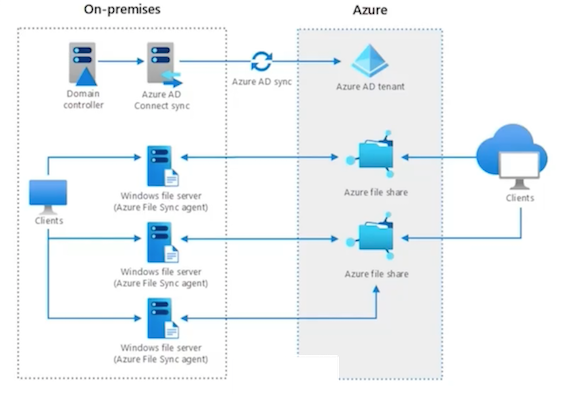 On-premises
Azure
Domain
controller
Azure AD
Connect sync
Azure AD sync
Azure AD tenant
Windows file server
(Azure File Sync agent)
Azure file share
Clients
Clients
Windows file server
(Azure File Sync agent)
Azure file share
Windows file server
(Azure File Sync agent)